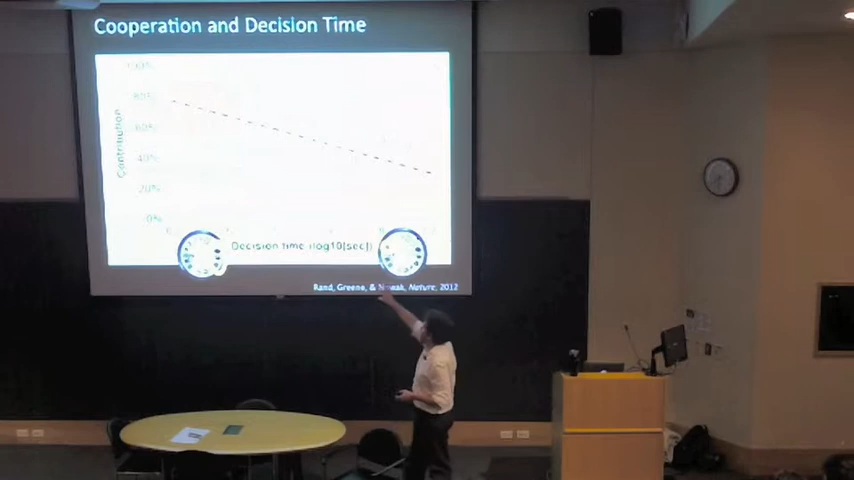 Cooperation and Decision Time
100%
80%
60%
40%
20%
0%
Contribution
Decision time (log10[sec])
Rand, Greene, & Nowak, Nature, 2012